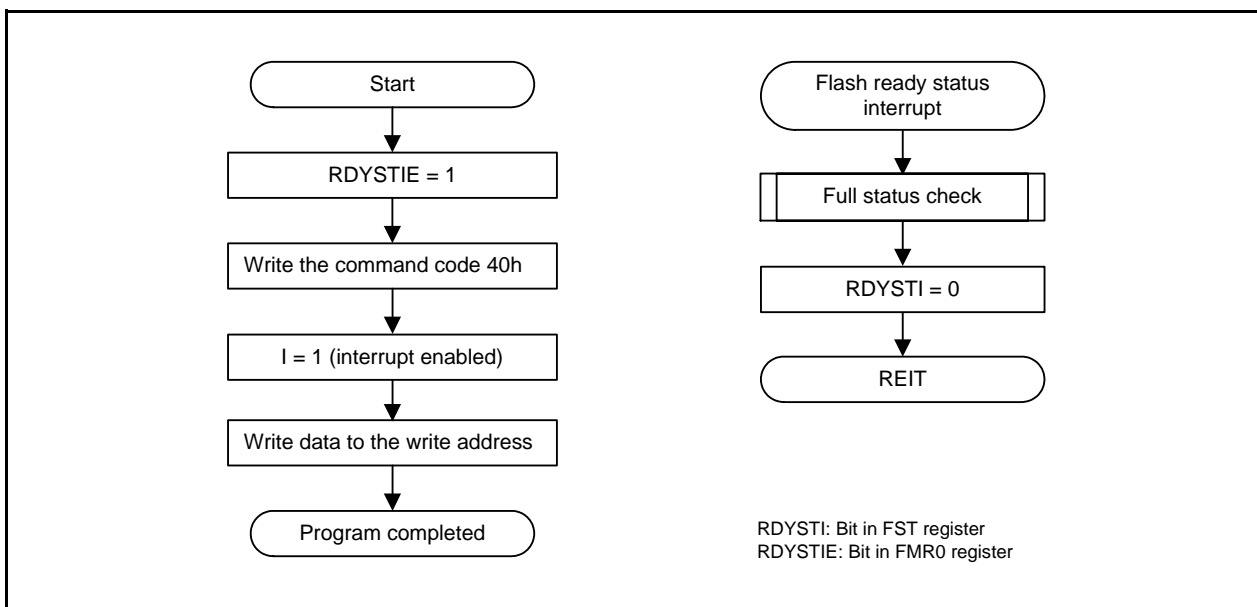 Start
RDYSTIE = 1
Write the command code 40h
I = 1 (interrupt enabled)
Write data to the write address
Program completed
Flash ready status
interrupt
Full status check
RDYSTI = 0
REIT
RDYSTI: Bit in FST register
RDYSTIE: Bit in FMR0 register